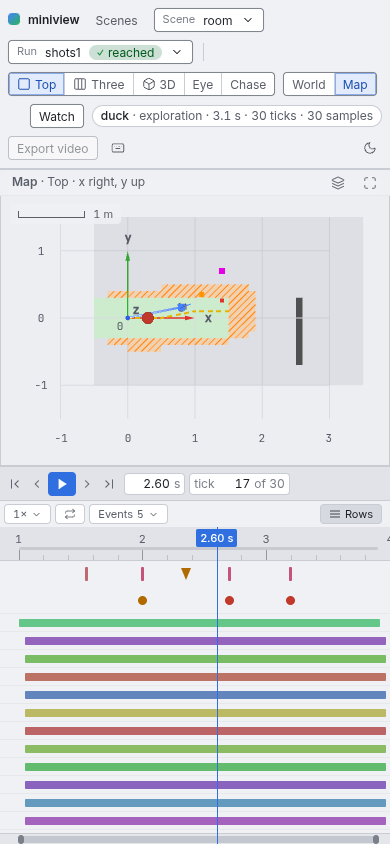 miniview Scenes Scene room
Run shots1 ✓ reached
Top Three 3D Eye Chase World Map
Watch duck · exploration · 3.1 s · 30 ticks · 30 samples
Export video
Map · Top · x right, y up
1 m
y
1
z
0
x
0
-1
-1 0 1 2 3
2.60 s tick 17 of 30
1× Events 5 Rows
1 2 2.60 s 3 4